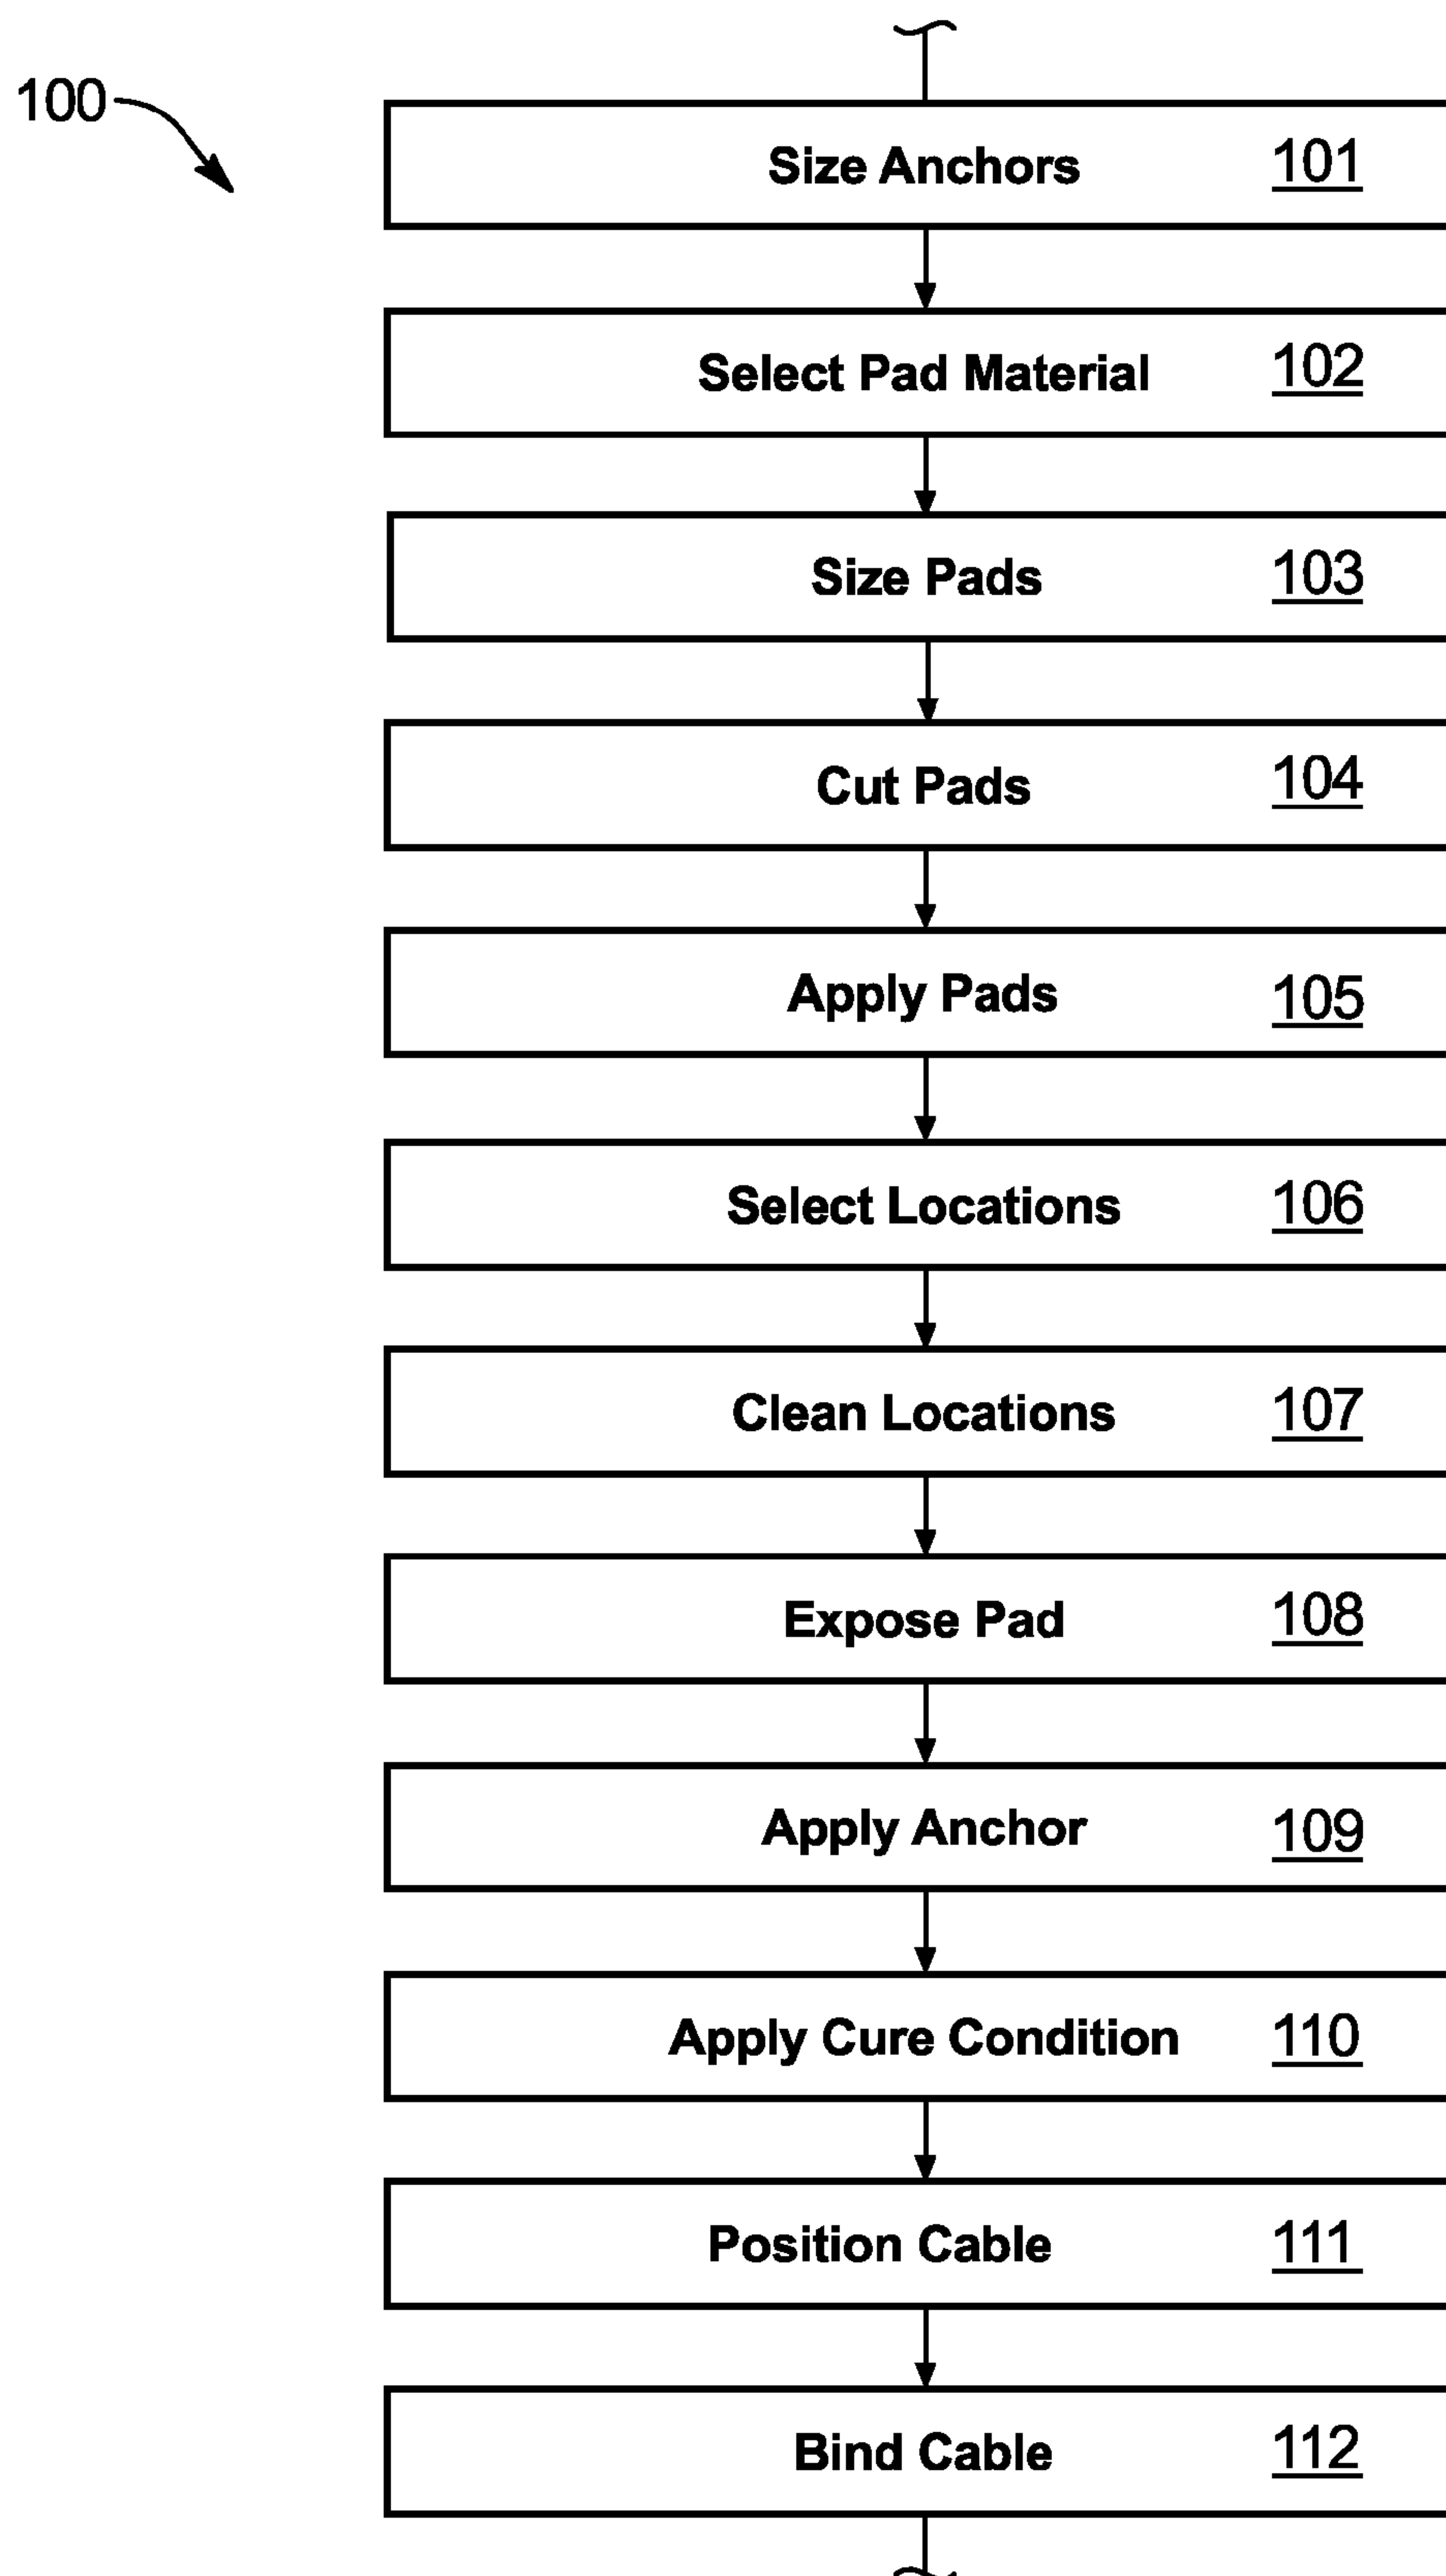 100
Size Anchors 101
Select Pad Material 102
Size Pads 103
Cut Pads 104
Apply Pads 105
Select Locations 106
Clean Locations 107
Expose Pad 108
Apply Anchor 109
Apply Cure Condition 110
Position Cable 111
Bind Cable 112